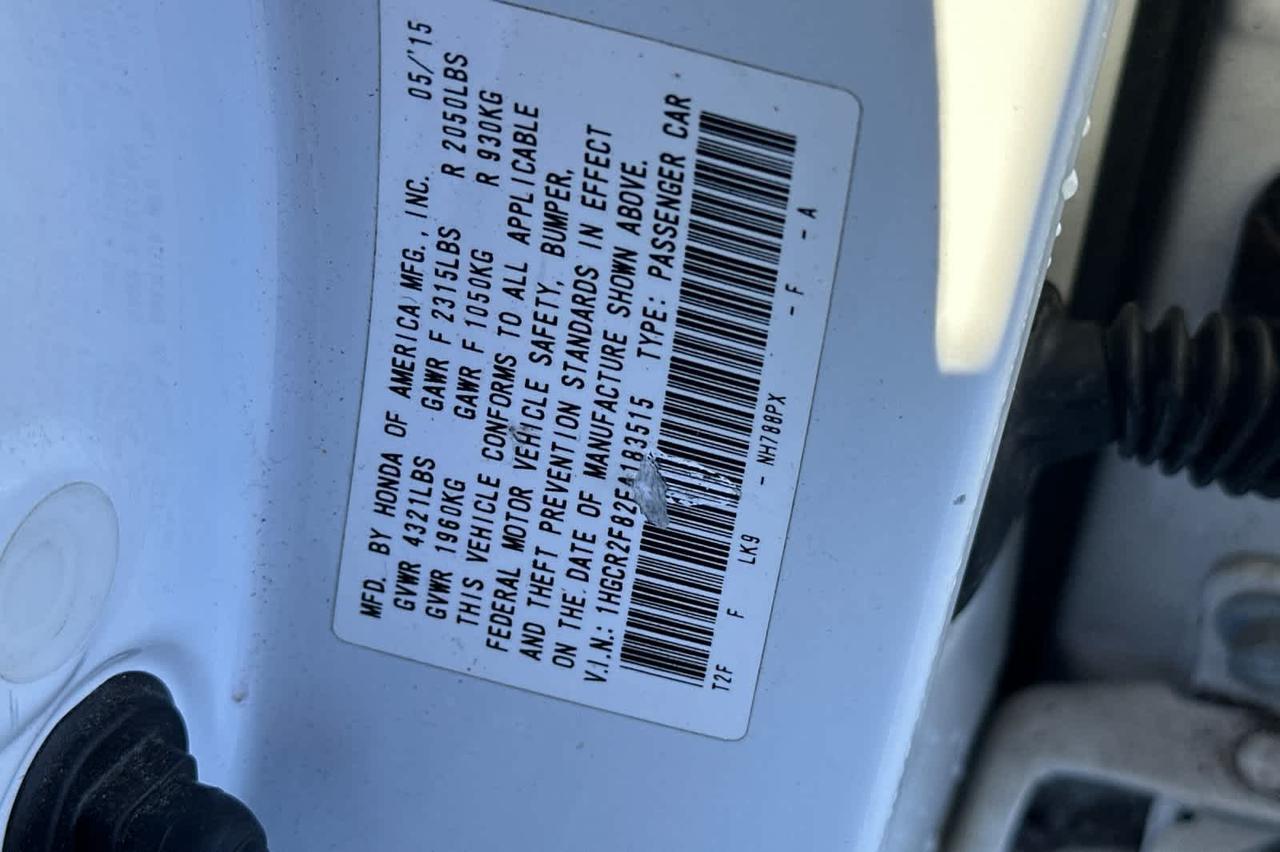 MFD. BY HONDA OF AMERICA MFG., INC. 05/'15
GVWR 4321LBS GAWR F 2315LBS R 2050LBS
GVWR 1960KG GAWR F 1050KG R 930KG
THIS VEHICLE CONFORMS TO ALL APPLICABLE
FEDERAL MOTOR VEHICLE SAFETY, BUMPER,
AND THEFT PREVENTION STANDARDS IN EFFECT
ON THE DATE OF MANUFACTURE SHOWN ABOVE.
V.I.N.: 1HGCR2F82FA183515 TYPE: PASSENGER CAR
T2F F LK9 - NH788PX - F - A